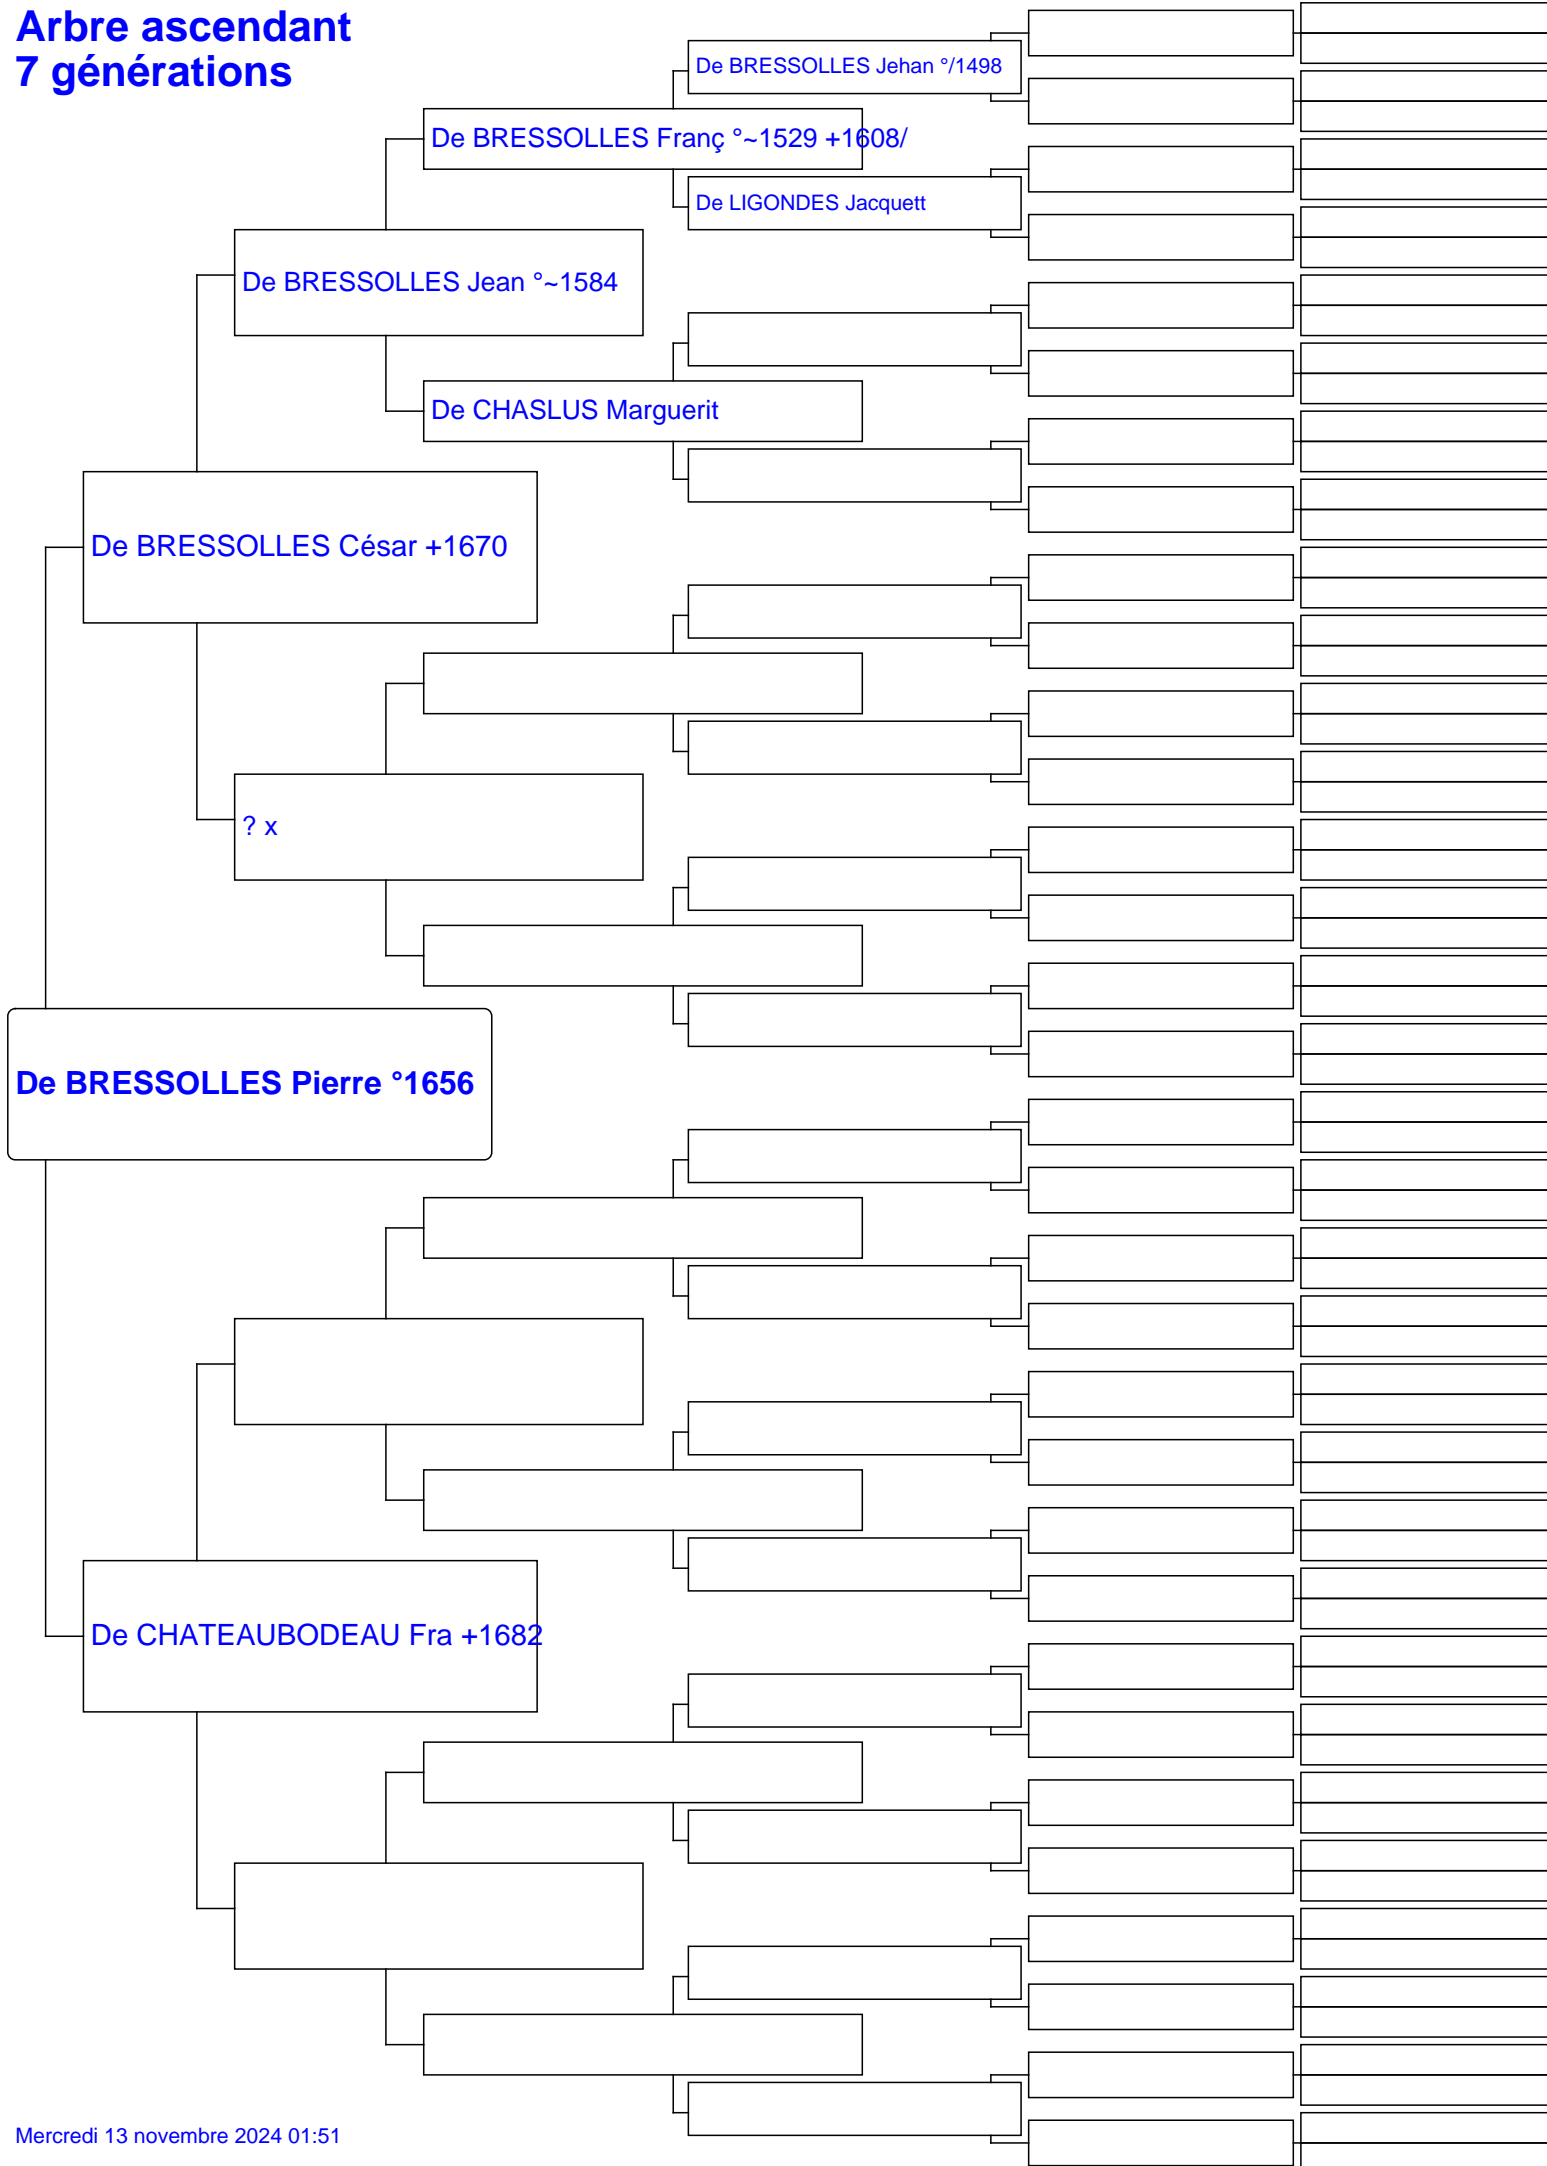 Arbre ascendant
7 générations
De BRESSOLLES Jehan °/1498
De BRESSOLLES Franç °~1529 +1608/
De LIGONDES Jacquett
De BRESSOLLES Jean °~1584
De CHASLUS Marguerit
De BRESSOLLES César +1670
? x
De BRESSOLLES Pierre °1656
De CHATEAUBODEAU Fra +1682
Mercredi 13 novembre 2024 01:51